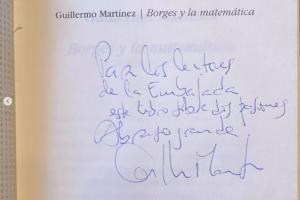 Guillermo Martínez | Borges y la matemática
Para los lectores
de la Embajada
este libro sobre dos pasiones
Abrazo grande